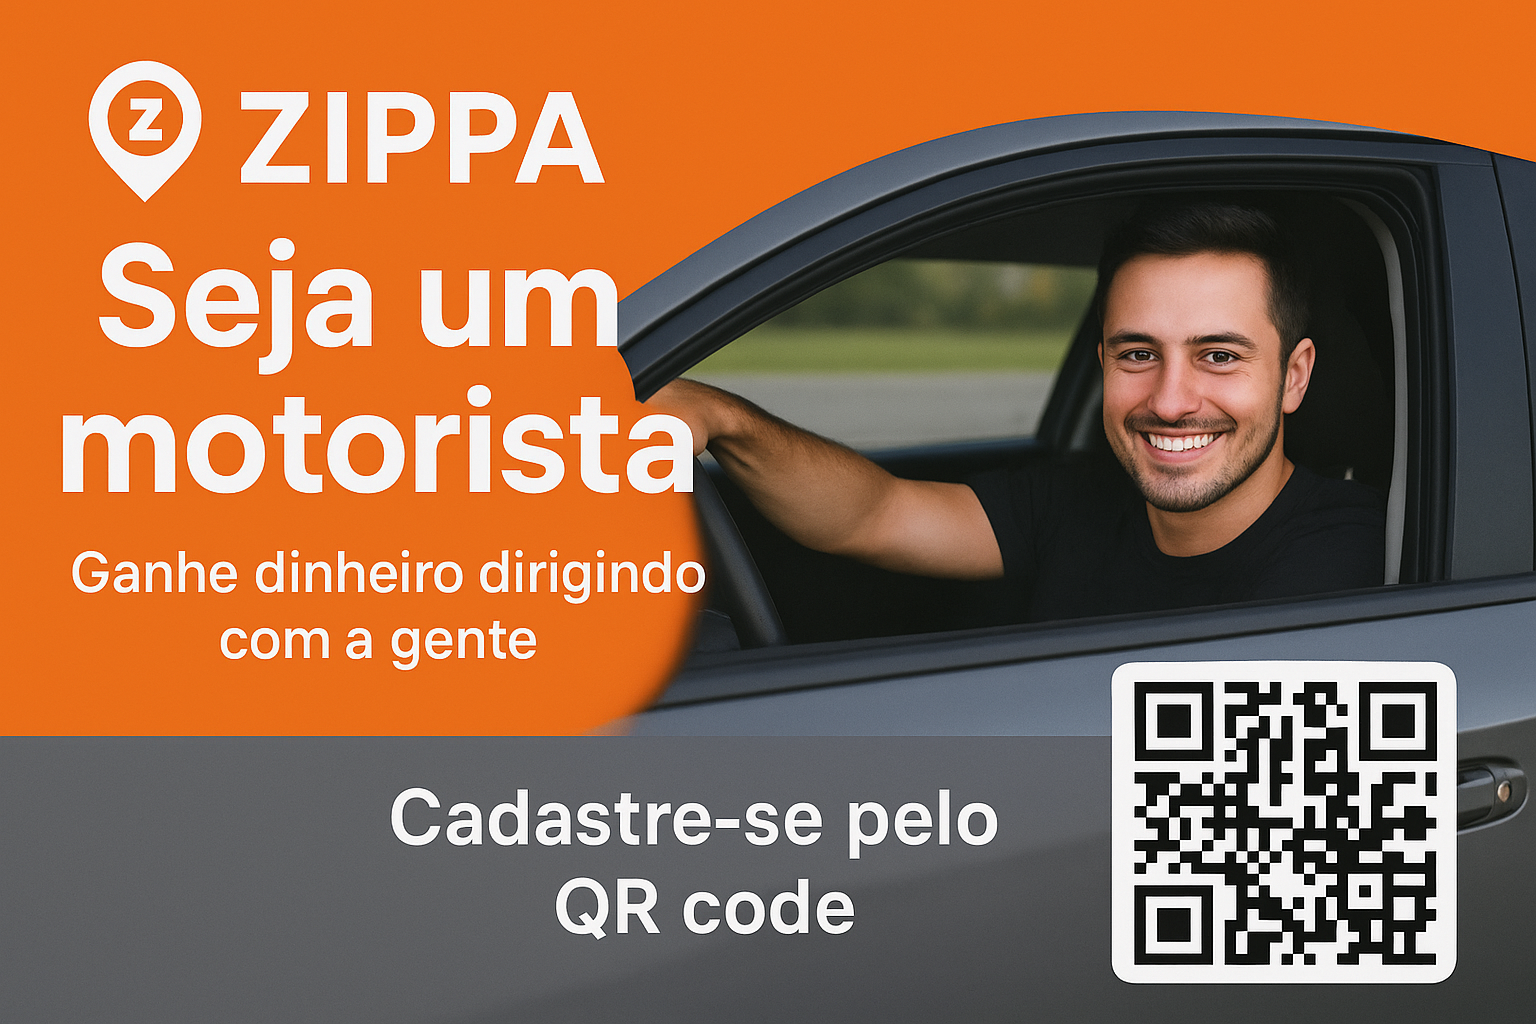 Z ZIPPA
Seja um
motorista
Ganhe dinheiro dirigindo
com a gente
Cadastre-se pelo
QR code